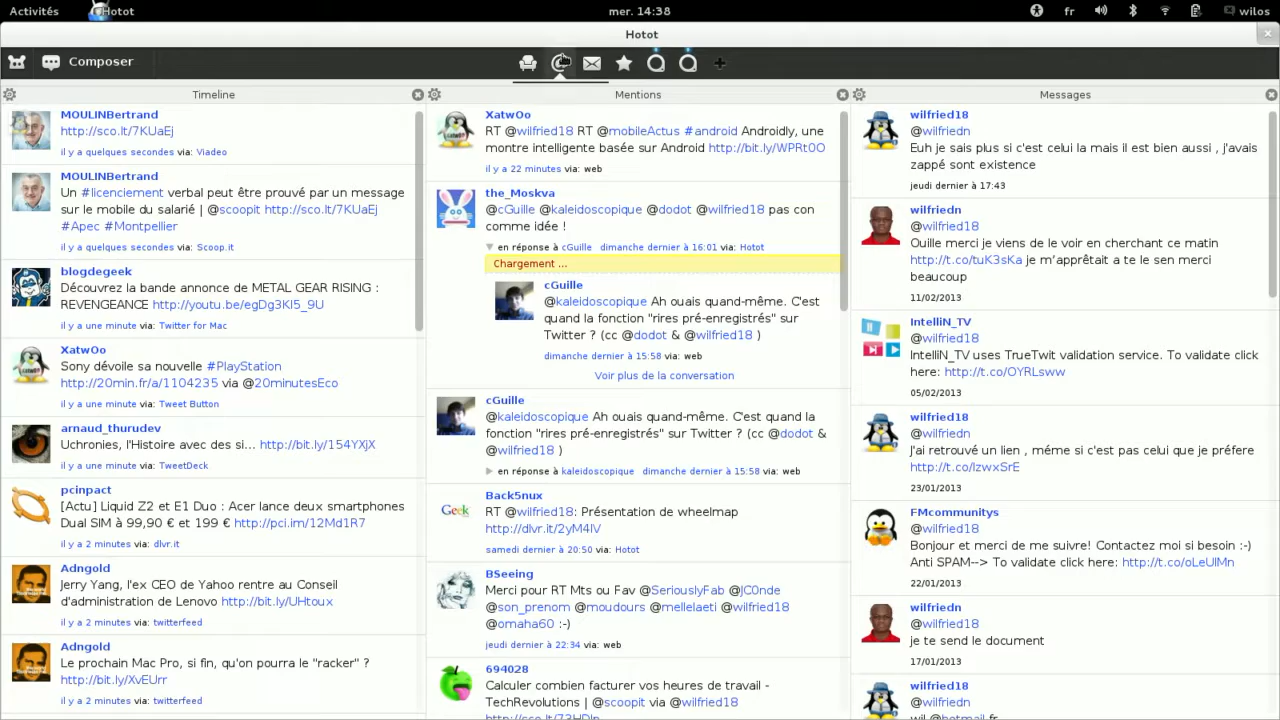 Activités
Hotot
mer. 14:38
fr
wilos
Hotot
Composer
Timeline
MOULINBertrand
http://sco.lt/7KUaEj
il y a quelques secondes via: Viadeo
MOULINBertrand
Un #licenciement verbal peut être prouvé par un message
sur le mobile du salarié | @scoopit http://sco.lt/7KUaEj
#Apec #Montpellier
il y a quelques secondes via: Scoop.it
blogdegeek
Découvrez la bande annonce de METAL GEAR RISING :
REVENGEANCE http://youtu.be/egDg3KI5_9U
il y a une minute via: Twitter for Mac
XatwOo
Sony dévoile sa nouvelle #PlayStation
http://20min.fr/a/1104235 via @20minutesEco
il y a une minute via: Tweet Button
arnaud_thurudev
Uchronies, l'Histoire avec des si... http://bit.ly/154YXjX
il y a une minute via: TweetDeck
pcinpact
[Actu] Liquid Z2 et E1 Duo : Acer lance deux smartphones
Dual SIM à 99,90 € et 199 € http://pci.im/12Md1R7
il y a 2 minutes via: dlvr.it
Adngold
Jerry Yang, l'ex CEO de Yahoo rentre au Conseil
d'administration de Lenovo http://bit.ly/UHtoux
il y a 2 minutes via: twitterfeed
Adngold
Le prochain Mac Pro, si fin, qu'on pourra le "racker" ?
http://bit.ly/XvEUrr
il y a 2 minutes via: twitterfeed
Mentions
XatwOo
RT @wilfried18 RT @mobileActus #android Androidly, une
montre intelligente basée sur Android http://bit.ly/WPRt0O
il y a 22 minutes via: web
the_Moskva
@cGuille @kaleidoscopique @dodot @wilfried18 pas con
comme idée !
en réponse à cGuille dimanche dernier à 16:01 via: Hotot
Chargement ...
cGuille
@kaleidoscopique Ah ouais quand-même. C'est
quand la fonction "rires pré-enregistrés" sur
Twitter ? (cc @dodot & @wilfried18 )
dimanche dernier à 15:58 via: web
Voir plus de la conversation
cGuille
@kaleidoscopique Ah ouais quand-même. C'est quand la
fonction "rires pré-enregistrés" sur Twitter ? (cc @dodot &
@wilfried18 )
en réponse à kaleidoscopique dimanche dernier à 15:58 via: web
Back5nux
Geek
RT @wilfried18: Présentation de wheelmap
http://dlvr.it/2yM4lV
samedi dernier à 20:50 via: Hotot
BSeeing
Merci pour RT Mts ou Fav @SeriouslyFab @JC0nde
@son_prenom @moudours @mellelaeti @wilfried18
@omaha60 :-)
jeudi dernier à 22:34 via: web
694028
Calculer combien facturer vos heures de travail -
TechRevolutions | @scoopit via @wilfried18
Messages
wilfried18
@wilfriedn
Euh je sais plus si c'est celui la mais il est bien aussi , j'avais
zappé sont existence
jeudi dernier à 17:43
wilfriedn
@wilfried18
Ouille merci je viens de le voir en cherchant ce matin
http://t.co/tuK3sKa je m'apprêtait a te le sen merci
beaucoup
11/02/2013
IntelliN_TV
@wilfried18
IntelliN_TV uses TrueTwit validation service. To validate click
here: http://t.co/OYRLsww
05/02/2013
wilfried18
@wilfriedn
J'ai retrouvé un lien , méme si c'est pas celui que je préfere
http://t.co/lzwxSrE
23/01/2013
FMcommunitys
@wilfried18
Bonjour et merci de me suivre! Contactez moi si besoin :-)
Anti SPAM--> To validate click here: http://t.co/oLeUlMn
22/01/2013
wilfriedn
@wilfried18
je te send le document
17/01/2013
wilfried18
@wilfriedn